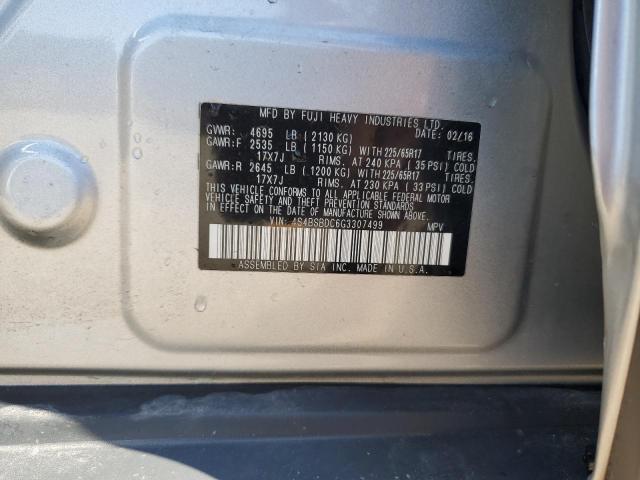 MFD BY FUJI HEAVY INDUSTRIES LTD.
GVWR: 4695 LB ( 2130 KG) DATE: 02/16
GAWR:F 2535 LB ( 1150 KG) WITH 225/65R17 TIRES.
17X7J RIMS. AT 240 KPA ( 35 PSI) COLD
GAWR:R 2645 LB ( 1200 KG) WITH 225/65R17 TIRES.
17X7J RIMS. AT 230 KPA ( 33 PSI) COLD
THIS VEHICLE CONFORMS TO ALL APPLICABLE FEDERAL MOTOR
VEHICLE SAFETY AND THEFT PREVENTION STANDARDS
IN EFFECT ON THE DATE OF MANUFACTURE SHOWN ABOVE.
VIN: 4S4BSBDC6G3307499 MPV
ASSEMBLED BY SIA INC. MADE IN U.S.A.